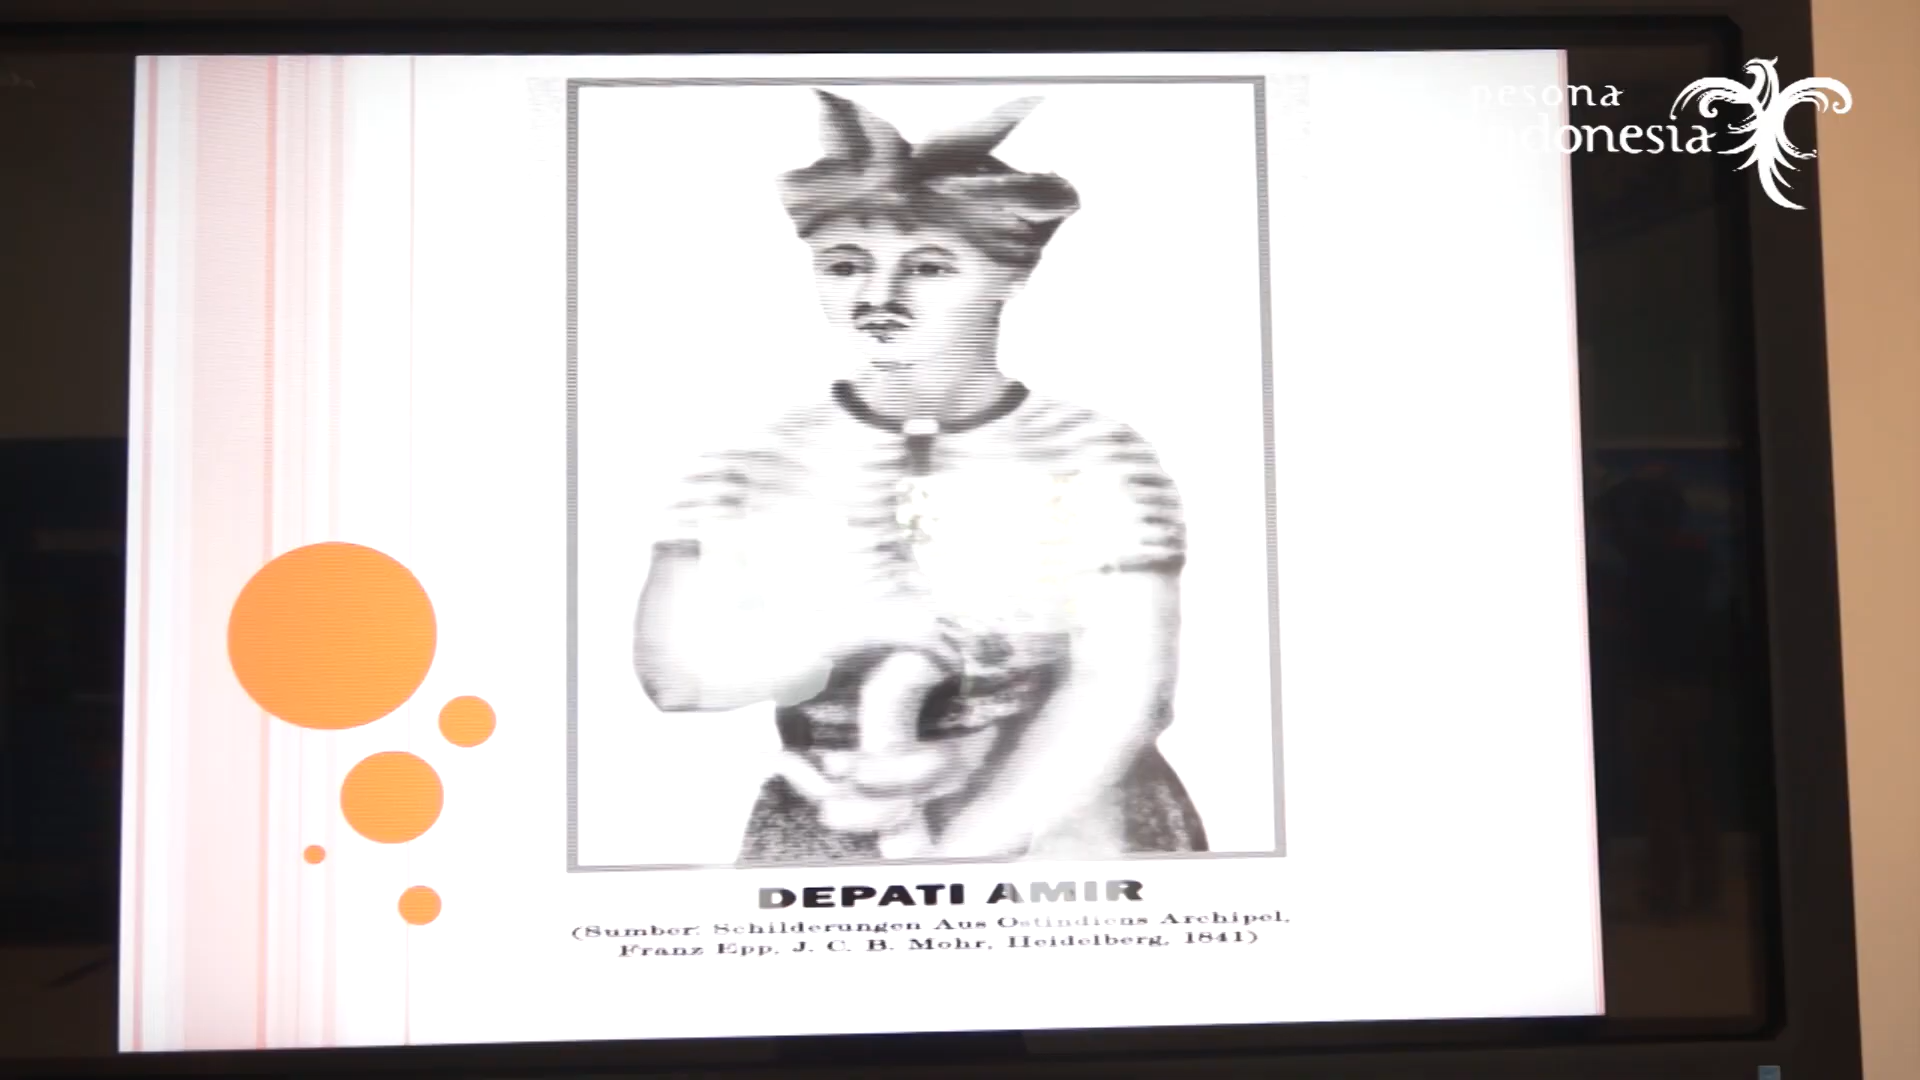 pesona
indonesia
DEPATI AMIR
(Sumber: Schilderungen Aus Ostindiens Archipel,
Franz Epp, J. C. B. Mohr, Heidelberg, 1841)